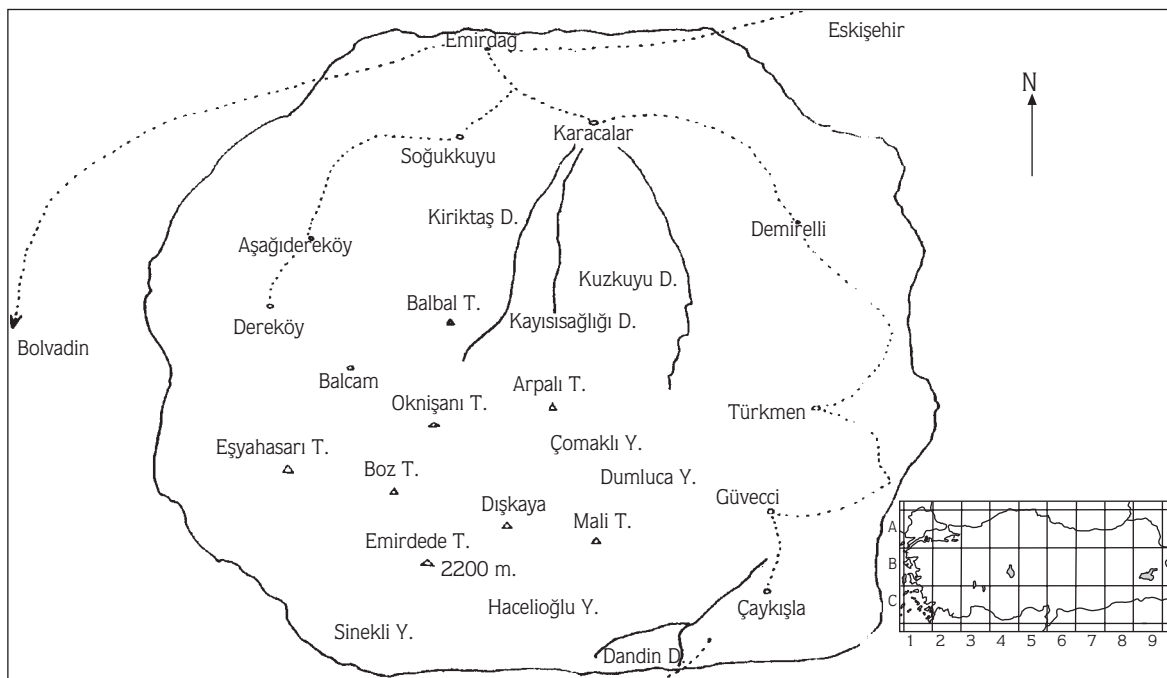 Eskişehir
Emirdağ
N
Karacalar
Soğukkuyu
Kiriktaş D.
Demirelli
Aşağıdereköy
Kuzkuyu D.
Balbal T.
Dereköy
Kayısısağlığı D.
Bolvadin
Balcam
Arpalı T.
Oknişanı T.
Türkmen
Eşyahasarı T.
Çomaklı Y.
Boz T.
Dumluca Y.
Güvecci
Dışkaya
Mali T.
Emirdede T.
2200 m.
Hacelioğlu Y.
Çaykışla
Sinekli Y.
Dandin D.
A
B
C
1 2 3 4 5 6 7 8 9